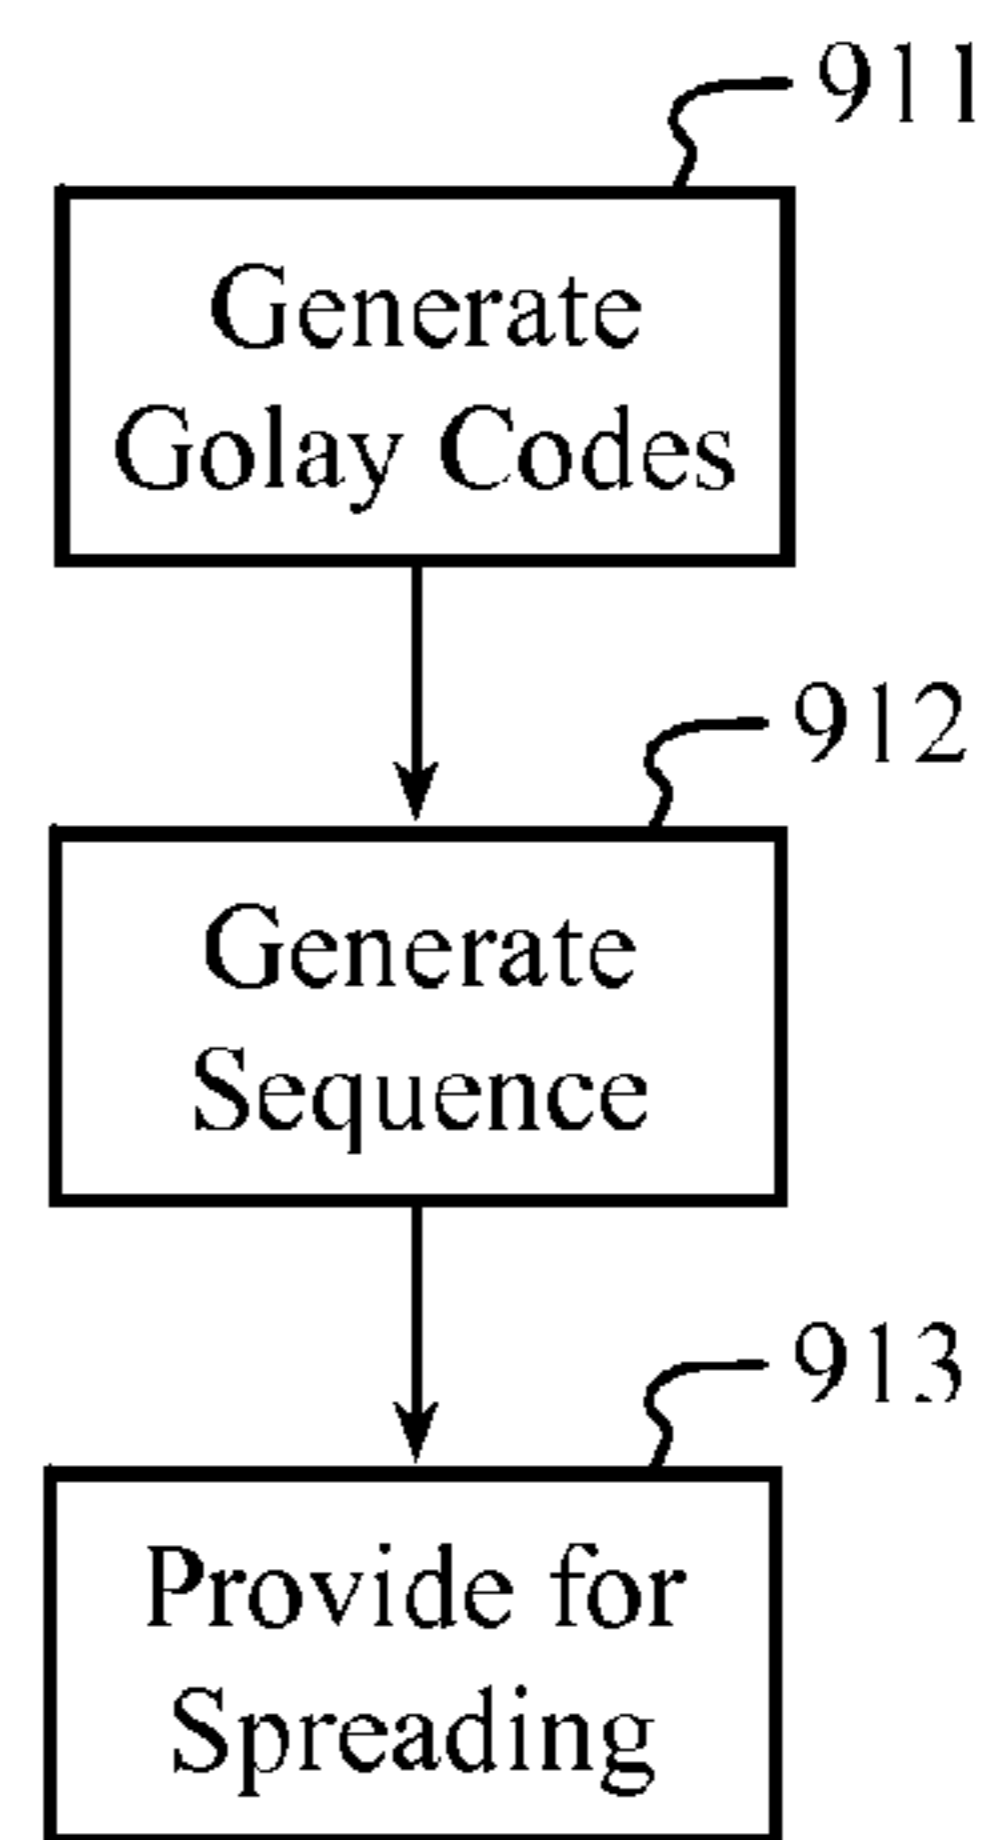 911
Generate
Golay Codes
912
Generate
Sequence
913
Provide for
Spreading